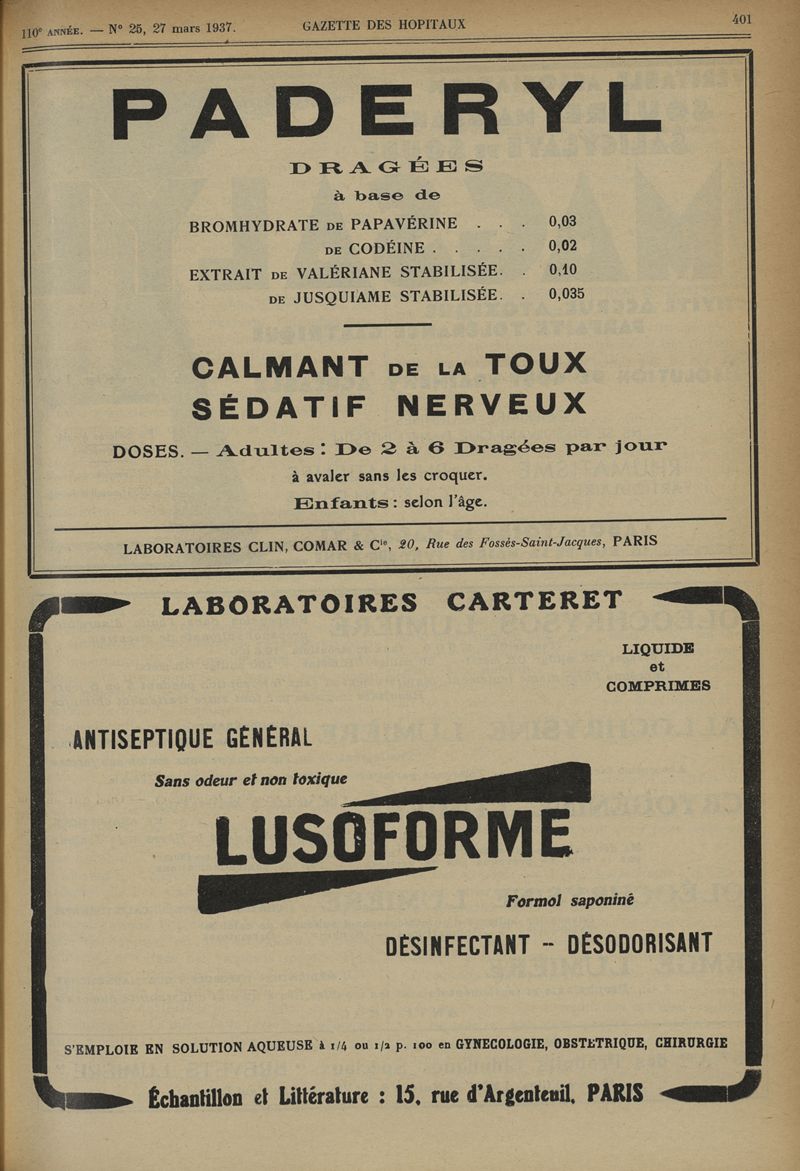 110e ANNÉE. — No 25, 27 mars 1937.
GAZETTE DES HOPITAUX
401
PADERYL
DRAGÉES
à base de
BROMHYDRATE DE PAPAVÉRINE . . . 0,03
DE CODÉINE . . . . . 0,02
EXTRAIT DE VALÉRIANE STABILISÉE. . 0,10
DE JUSQUIAME STABILISÉE. . 0,035
CALMANT DE LA TOUX
SÉDATIF NERVEUX
DOSES. — Adultes : De 2 à 6 Dragées par jour
à avaler sans les croquer.
Enfants : selon l'âge.
LABORATOIRES CLIN, COMAR & Cie, 20, Rue des Fossés-Saint-Jacques, PARIS
LABORATOIRES CARTERET
LIQUIDE
et
COMPRIMES
ANTISEPTIQUE GÉNÉRAL
Sans odeur et non toxique
LUSOFORME
Formol saponiné
DÉSINFECTANT -- DÉSODORISANT
S'EMPLOIE EN SOLUTION AQUEUSE à 1/4 ou 1/2 p. 100 en GYNECOLOGIE, OBSTETRIQUE, CHIRURGIE
Échantillon et Littérature : 15, rue d'Argenteuil, PARIS